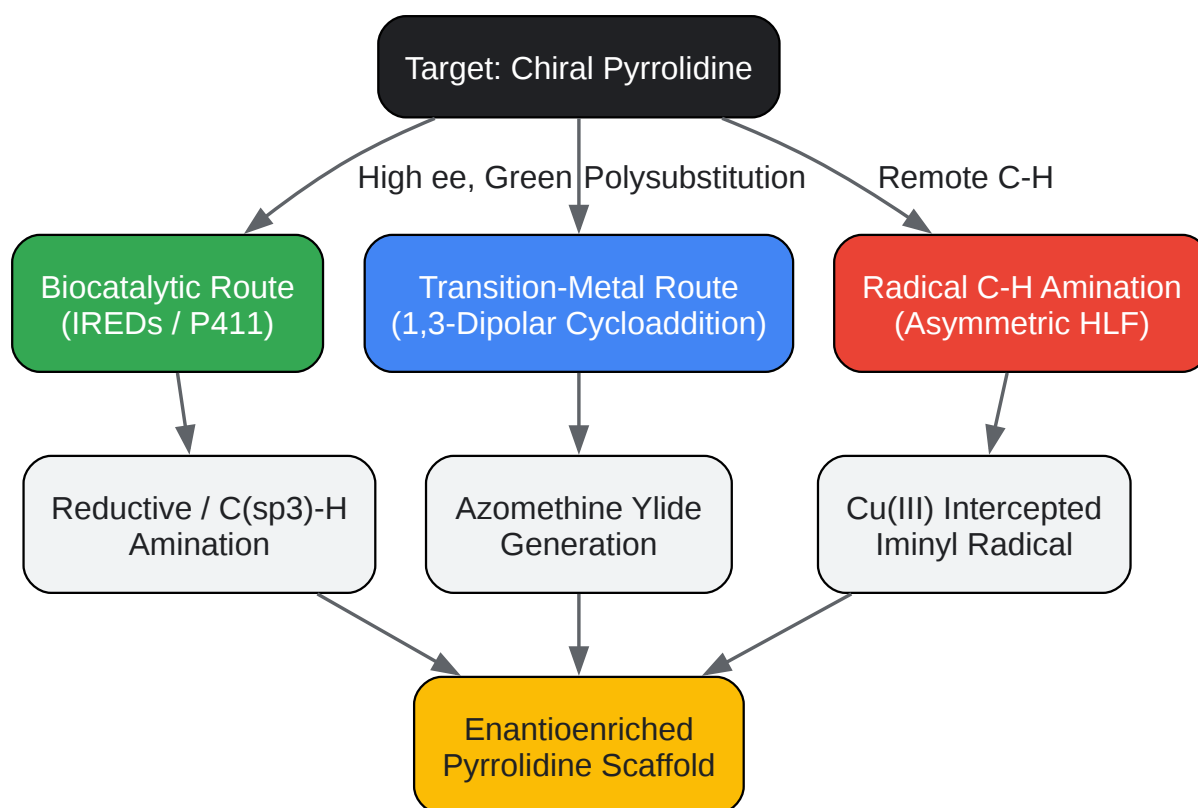 Target: Chiral Pyrrolidine
High ee, Green
Polysubstitution
Remote C-H
Biocatalytic Route
(IREDs / P411)
Transition-Metal Route
(1,3-Dipolar Cycloaddition)
Radical C-H Amination
(Asymmetric HLF)
Reductive / C(sp3)-H
Amination
Azomethine Ylide
Generation
Cu(III) Intercepted
Iminyl Radical
Enantioenriched
Pyrrolidine Scaffold